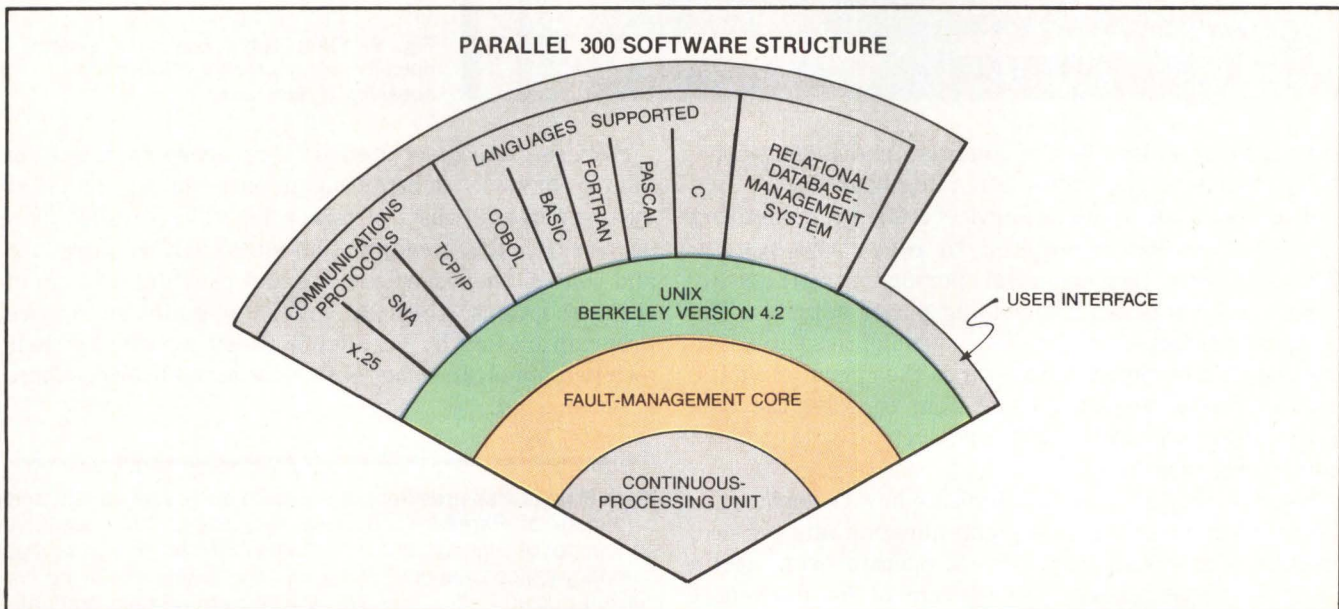 PARALLEL 300 SOFTWARE STRUCTURE
COMMUNICATIONS
PROTOCOLS
X.25
SNA
TCP/IP
LANGUAGES SUPPORTED
COBOL
BASIC
FORTRAN
PASCAL
C
RELATIONAL
DATABASE-
MANAGEMENT
SYSTEM
UNIX
BERKELEY VERSION 4.2
USER INTERFACE
FAULT-MANAGEMENT CORE
CONTINUOUS-
PROCESSING UNIT